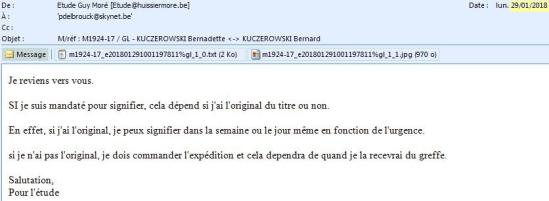 De : Etude Guy Moré [Etude@huissiermore.be] Date : lun. 29/01/2018
À : 'pdelbrouck@skynet.be'
Cc :
Objet : M/réf : M1924-17 / GL - KUCZEROWSKI Bernadette <-> KUCZEROWSKI Bernard
Message m1924-17_e201801291001197811%gl_1_0.txt (2 Ko) m1924-17_e201801291001197811%gl_1_1.jpg (970 o)
Je reviens vers vous.
SI je suis mandaté pour signifier, cela dépend si j'ai l'original du titre ou non.
En effet, si j'ai l'original, je peux signifier dans la semaine ou le jour même en fonction de l'urgence.
si je n'ai pas l'original, je dois commander l'expédition et cela dependra de quand je la recevrai du greffe.
Salutation,
Pour l'étude